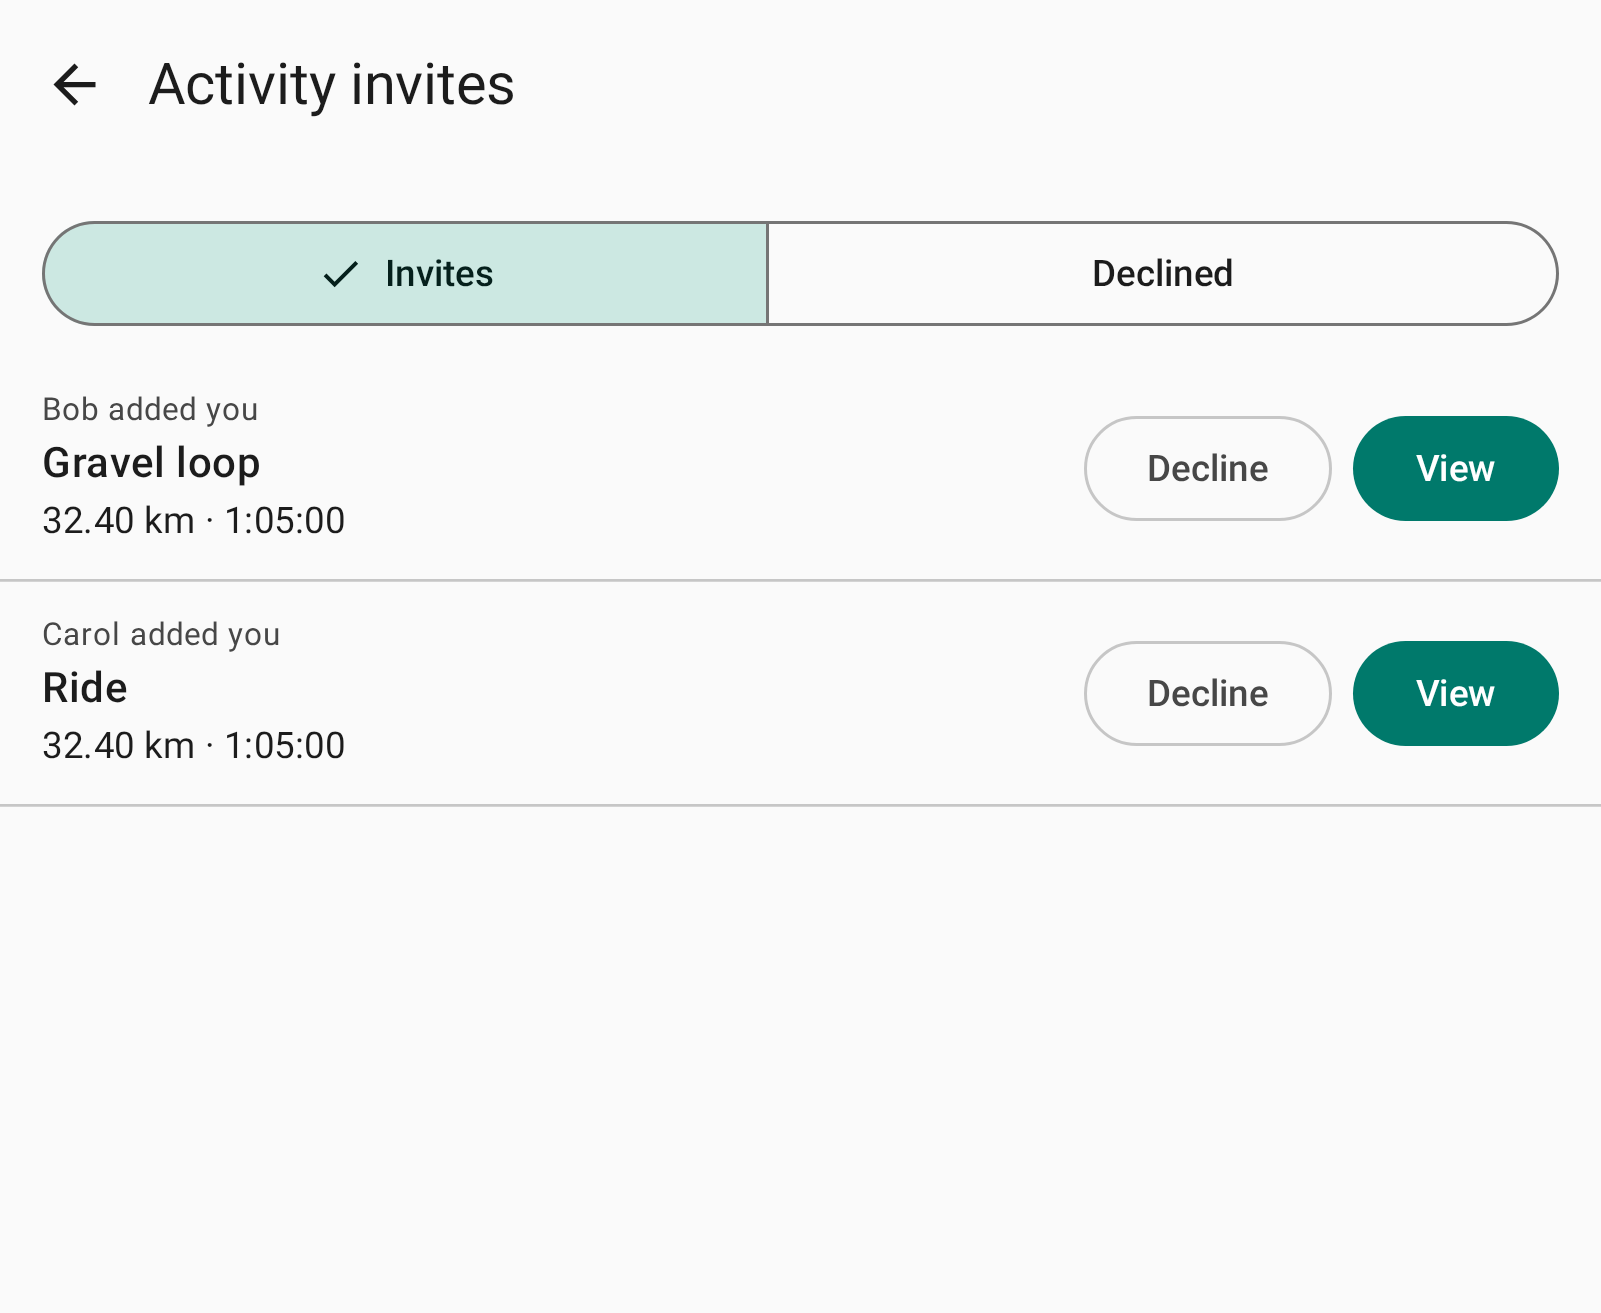 Activity invites
Invites
Declined
Bob added you
Gravel loop
32.40 km · 1:05:00
Decline
View
Carol added you
Ride
32.40 km · 1:05:00
Decline
View